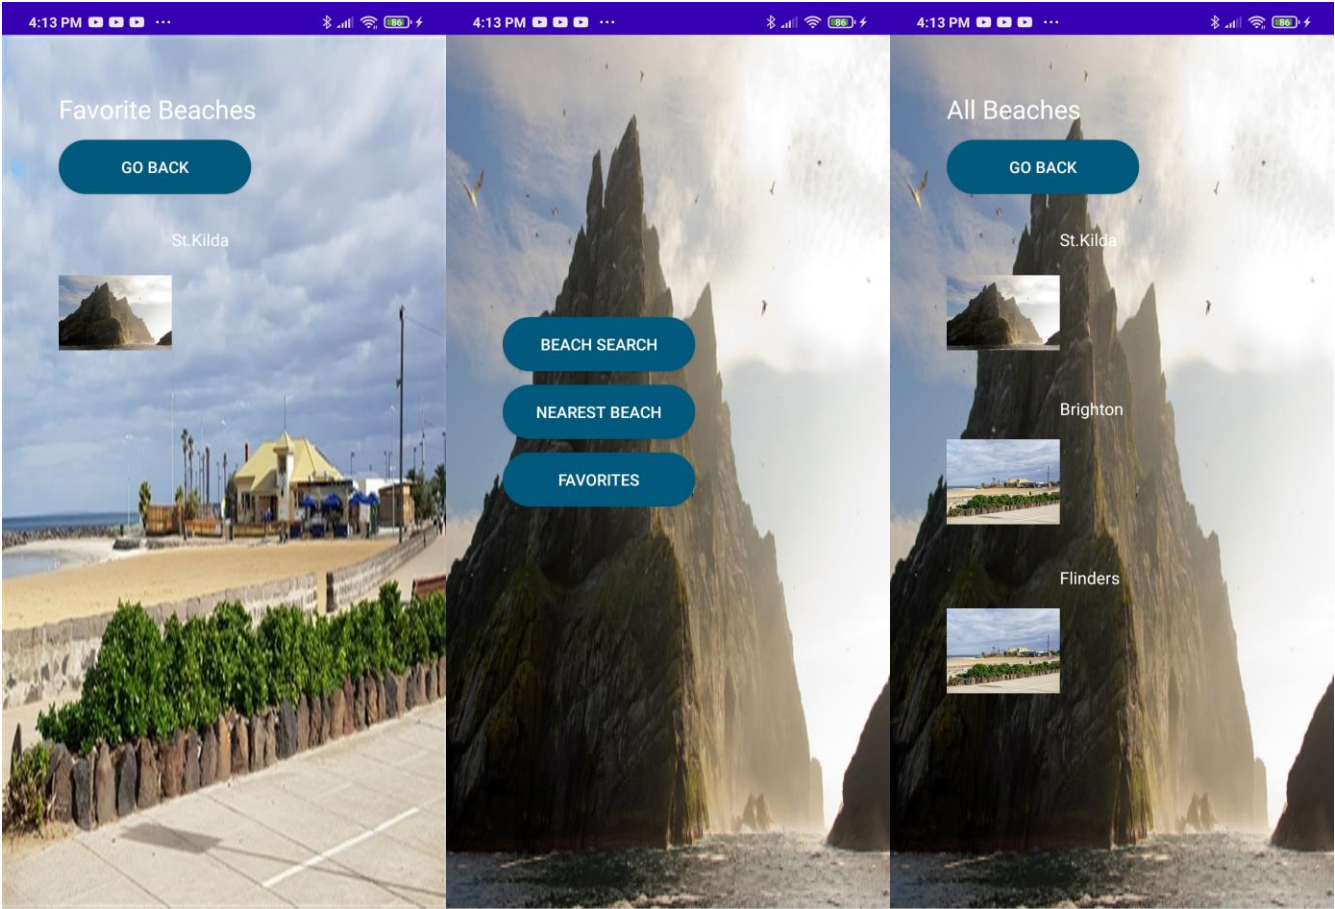 4:13 PM
86
Favorite Beaches
GO BACK
St.Kilda
4:13 PM
86
BEACH SEARCH
NEAREST BEACH
FAVORITES
4:13 PM
86
All Beaches
GO BACK
St.Kilda
Brighton
Flinders